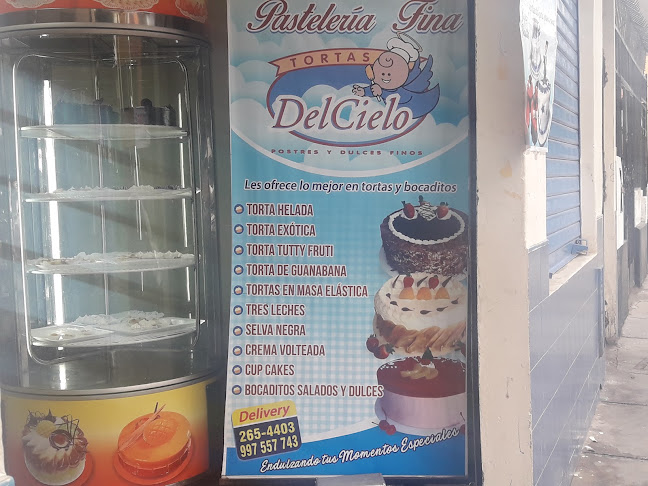 Pastelería Fina
TORTAS
DelCielo
POSTRES Y DULCES FINOS
Les ofrece lo mejor en tortas y bocaditos
TORTA HELADA
TORTA EXÓTICA
TORTA TUTTY FRUTI
TORTA DE GUANABANA
TORTAS EN MASA ELÁSTICA
TRES LECHES
SELVA NEGRA
CREMA VOLTEADA
CUP CAKES
BOCADITOS SALADOS Y DULCES
Delivery
265-4403
997 557 743
Endulzando tus Momentos Especiales